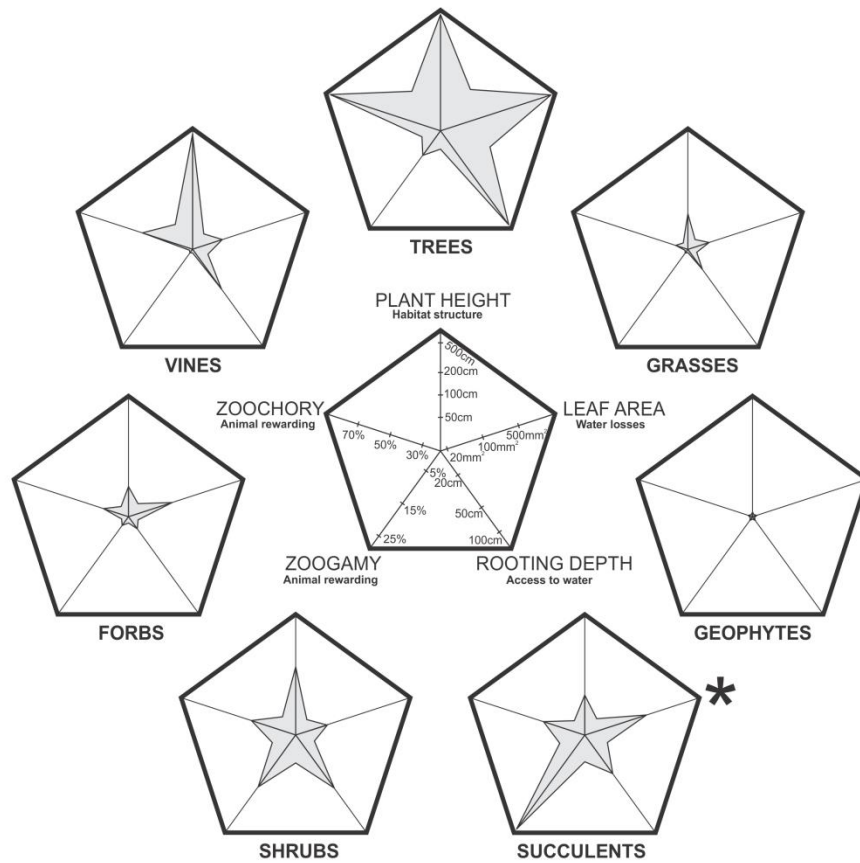 TREES
VINES
GRASSES
PLANT HEIGHT
Habitat structure
500cm
200cm
100cm
50cm
ZOOCHORY
Animal rewarding
70%
50%
30%
LEAF AREA
Water losses
500mm²
100mm²
20mm²
5%
15%
25%
20cm
50cm
100cm
ZOOGAMY
Animal rewarding
ROOTING DEPTH
Access to water
FORBS
GEOPHYTES
*
SHRUBS
SUCCULENTS